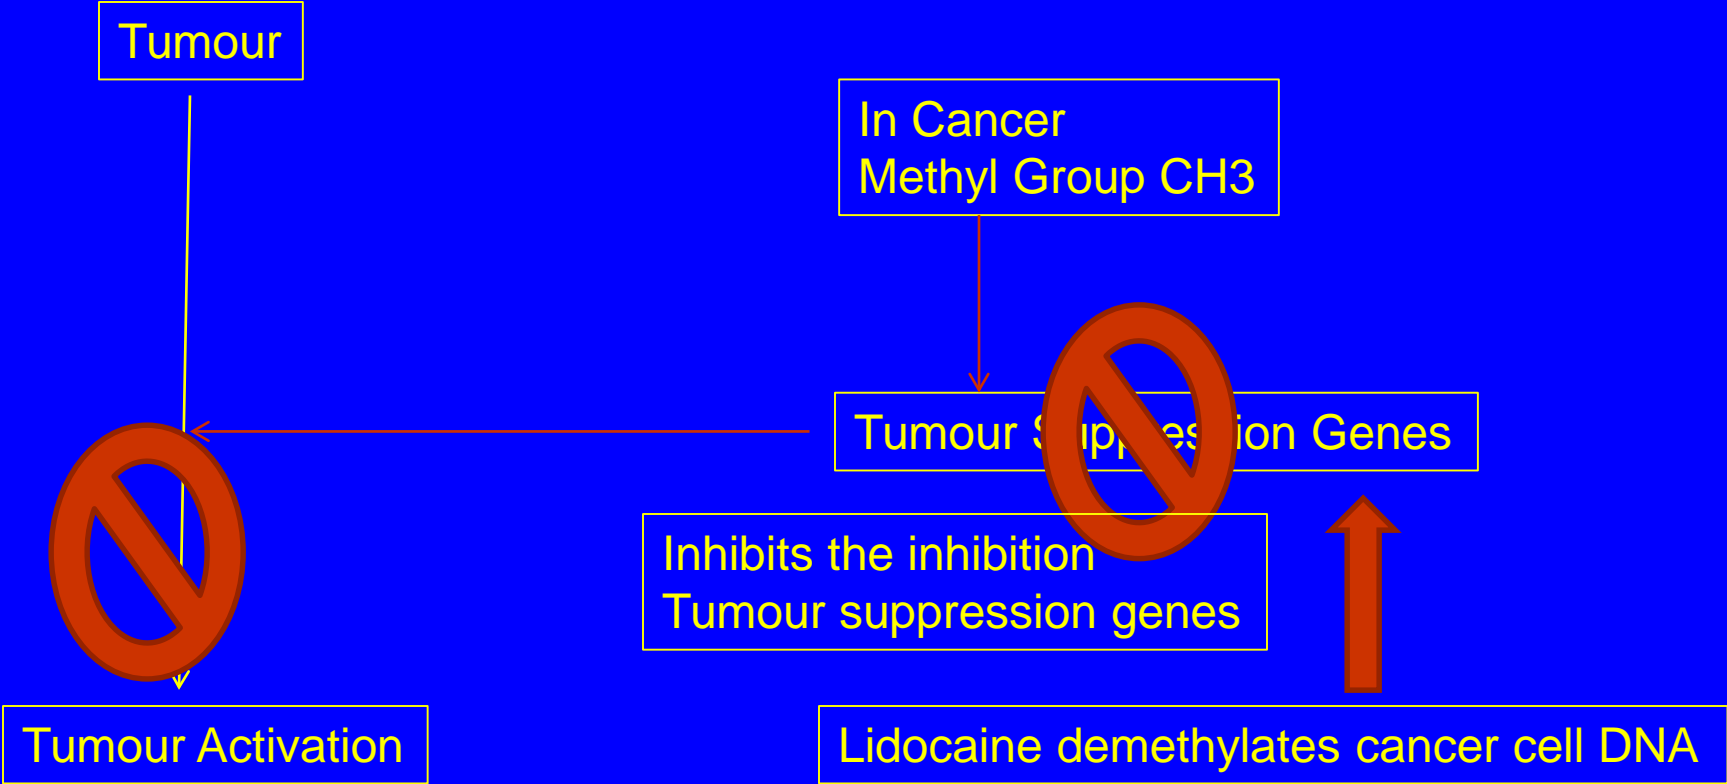 Tumour
In Cancer
Methyl Group CH3
Tumour Suppression Genes
Inhibits the inhibition
Tumour suppression genes
Tumour Activation
Lidocaine demethylates cancer cell DNA